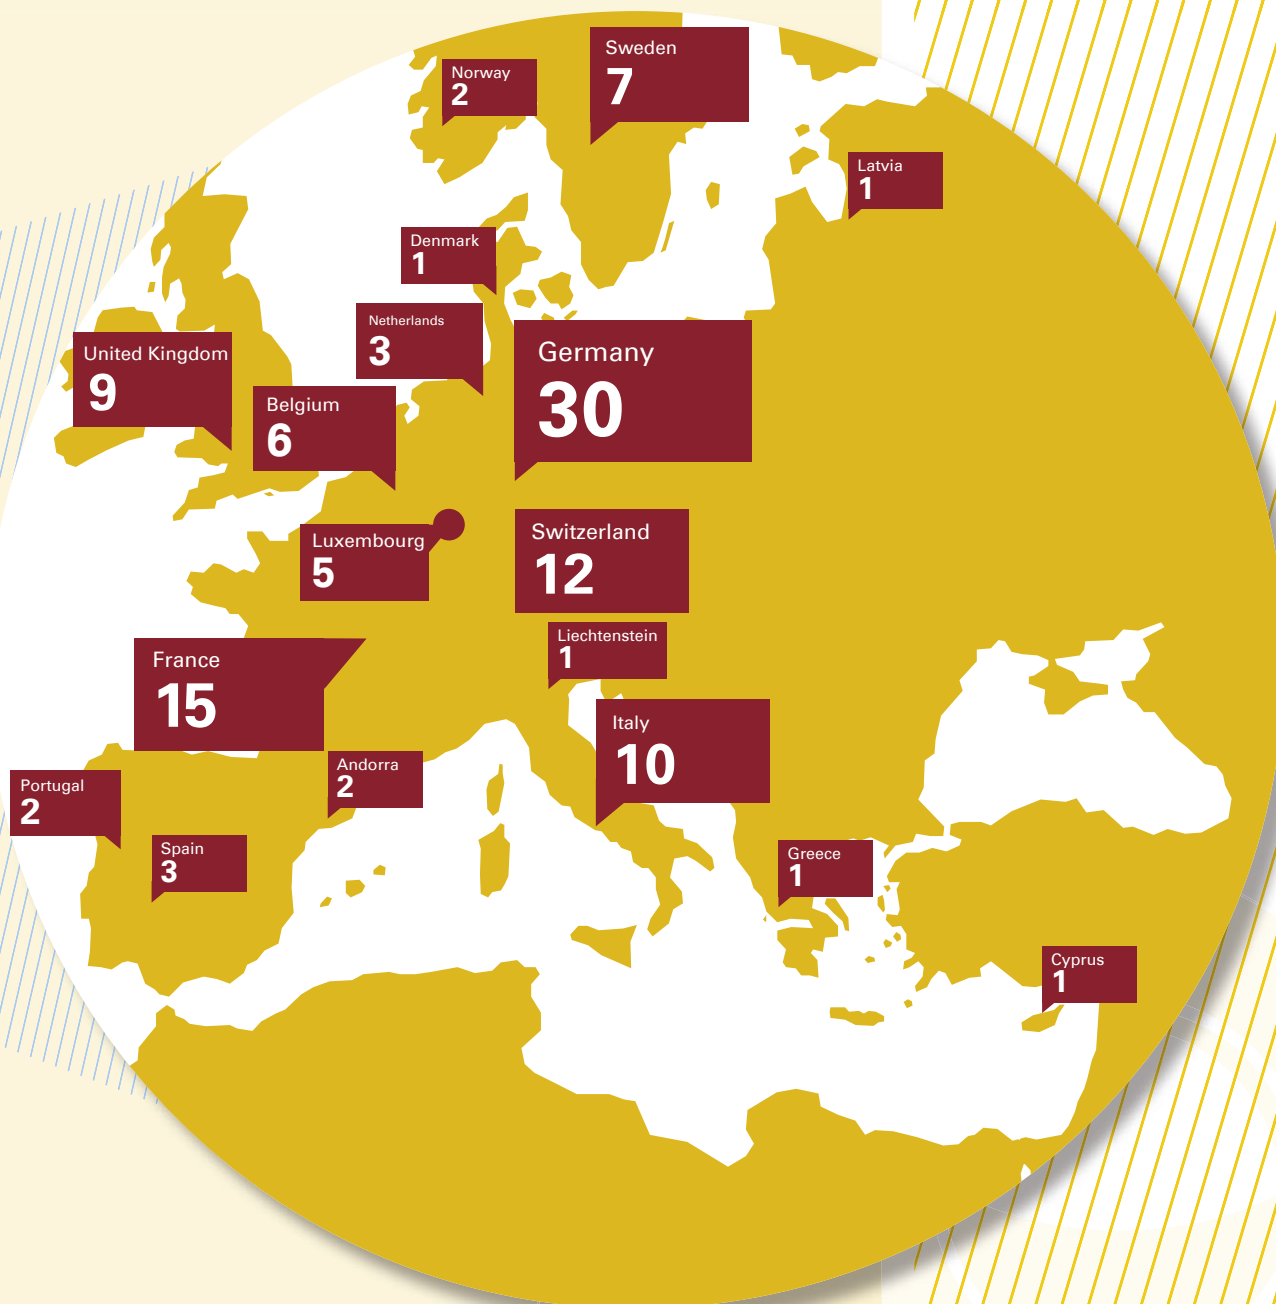 Sweden
7
Norway
2
Latvia
1
Denmark
1
Netherlands
3
Germany
30
United Kingdom
9
Belgium
6
Luxembourg
5
Switzerland
12
Liechtenstein
1
France
15
Italy
10
Andorra
2
Portugal
2
Spain
3
Greece
1
Cyprus
1